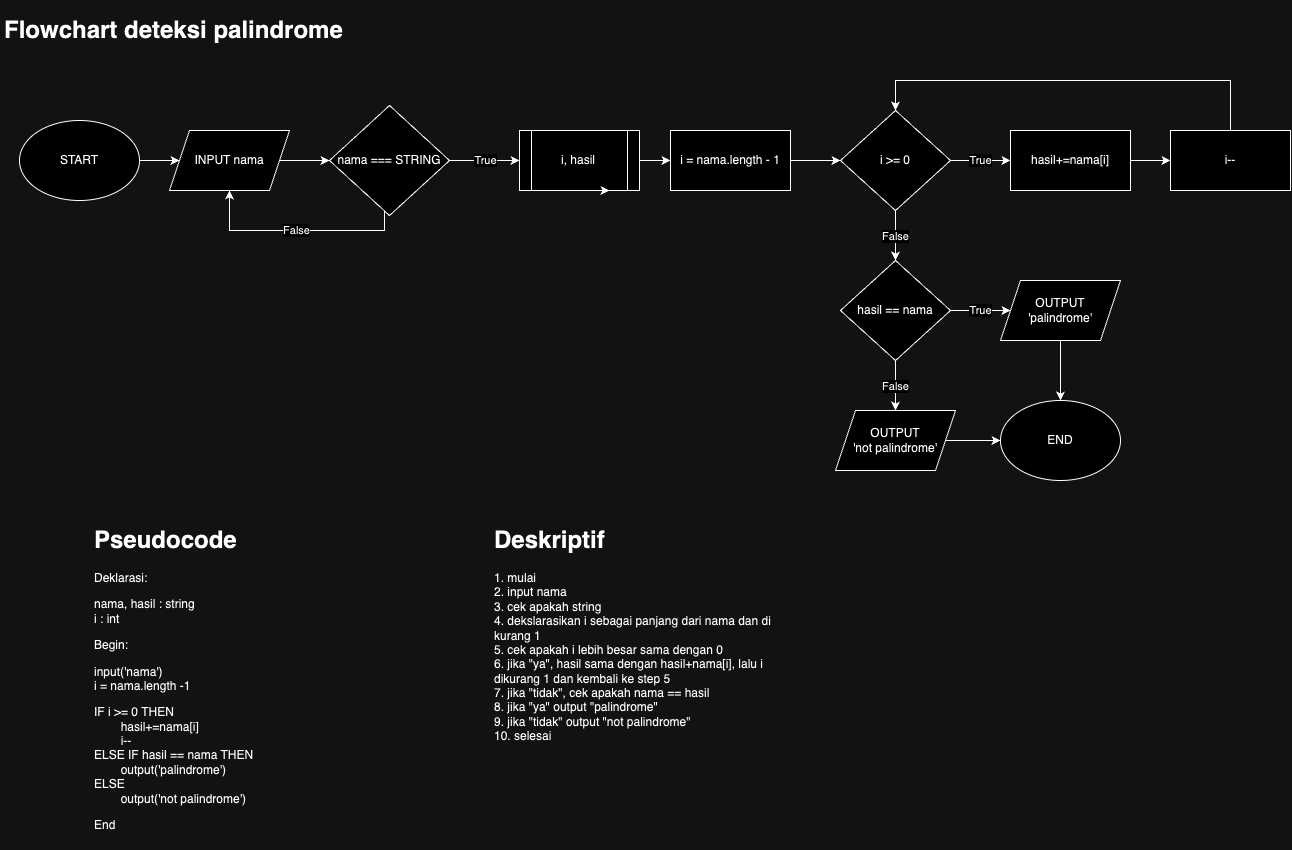 Flowchart deteksi palindrome
START
INPUT nama
nama === STRING
True
i, hasil
i = nama.length - 1
i >= 0
True
hasil+=nama[i]
i--
False
False
hasil == nama
True
OUTPUT
'palindrome'
False
OUTPUT
'not palindrome'
END
Pseudocode
Deklarasi:
nama, hasil : string
i : int
Begin:
input('nama')
i = nama.length -1
IF i >= 0 THEN
hasil+=nama[i]
i--
ELSE IF hasil == nama THEN
output('palindrome')
ELSE
output('not palindrome')
End
Deskriptif
1. mulai
2. input nama
3. cek apakah string
4. dekslarasikan i sebagai panjang dari nama dan di
kurang 1
5. cek apakah i lebih besar sama dengan 0
6. jika "ya", hasil sama dengan hasil+nama[i], lalu i
dikurang 1 dan kembali ke step 5
7. jika "tidak", cek apakah nama == hasil
8. jika "ya" output "palindrome"
9. jika "tidak" output "not palindrome"
10. selesai